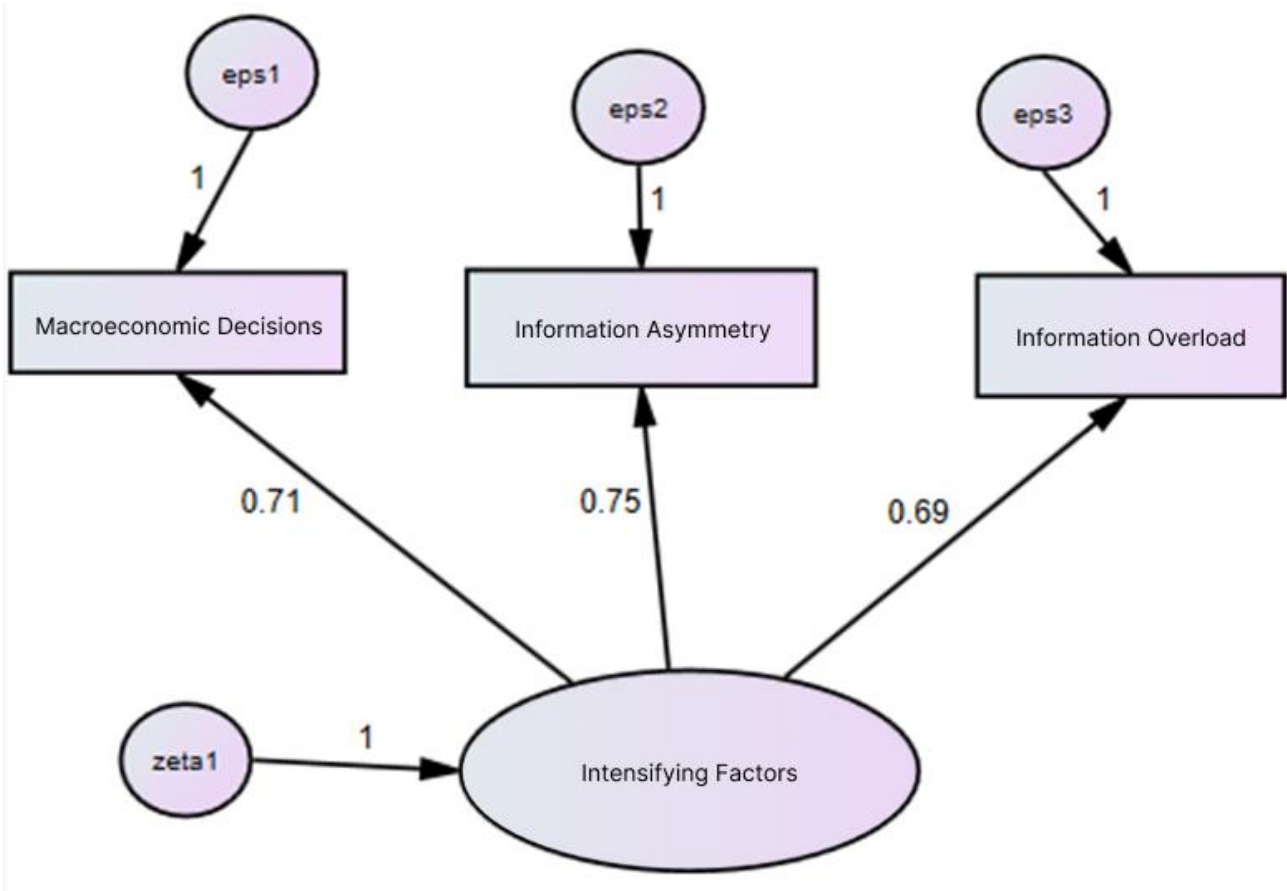 eps1
eps2
eps3
1
1
1
Macroeconomic Decisions
Information Asymmetry
Information Overload
0.71
0.75
0.69
zeta1
1
Intensifying Factors